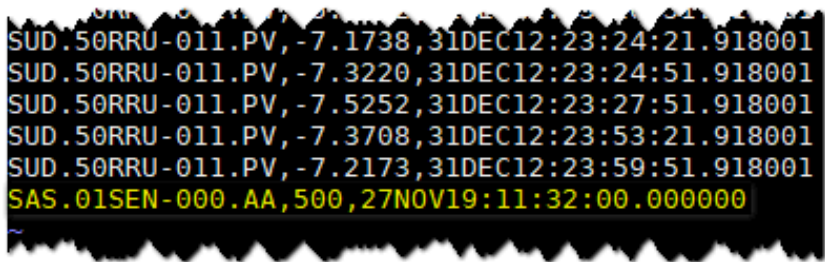 SUD.50RRU-011.PV,-7.1738,31DEC12:23:24:21.918001
SUD.50RRU-011.PV,-7.3220,31DEC12:23:24:51.918001
SUD.50RRU-011.PV,-7.5252,31DEC12:23:27:51.918001
SUD.50RRU-011.PV,-7.3708,31DEC12:23:53:21.918001
SUD.50RRU-011.PV,-7.2173,31DEC12:23:59:51.918001
SAS.01SEN-000.AA,500,27NOV19:11:32:00.000000
~